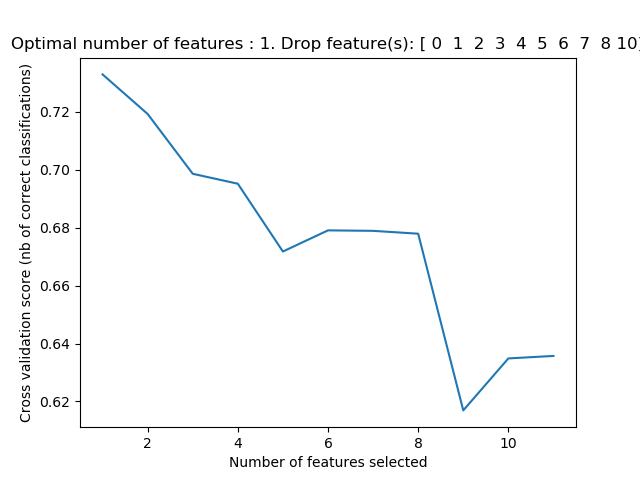 Optimal number of features : 1. Drop feature(s): [ 0  1  2  3  4  5  6  7  8 10]
Cross validation score (nb of correct classifications)
0.72
0.70
0.68
0.66
0.64
0.62
2 4 6 8 10
Number of features selected